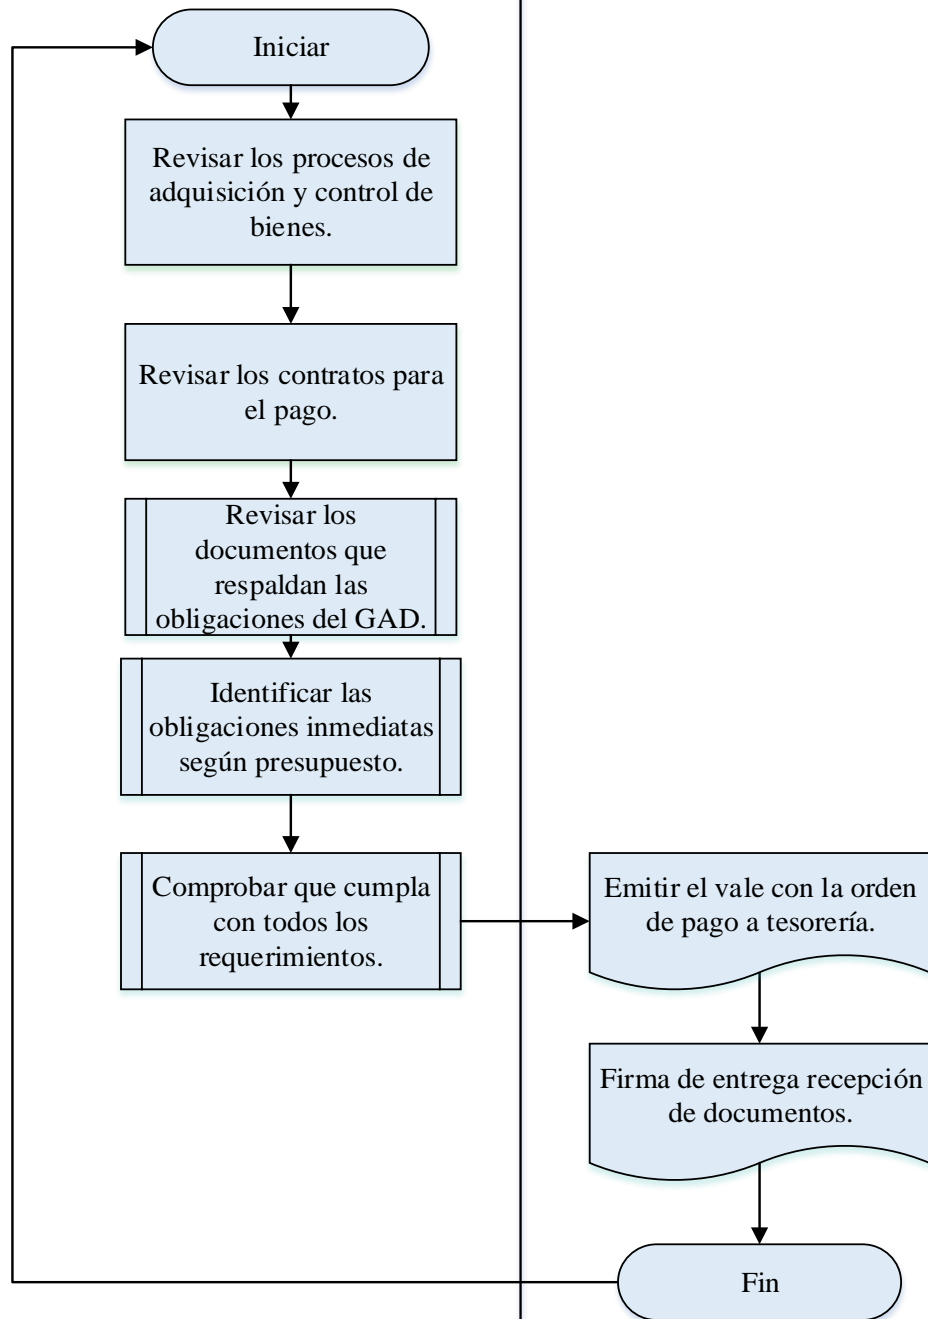 Iniciar
Revisar los procesos de
adquisición y control de
bienes.
Revisar los contratos para
el pago.
Revisar los
documentos que
respaldan las
obligaciones del GAD.
Identificar las
obligaciones inmediatas
según presupuesto.
Comprobar que cumpla
con todos los
requerimientos.
Emitir el vale con la orden
de pago a tesorería.
Firma de entrega recepción
de documentos.
Fin